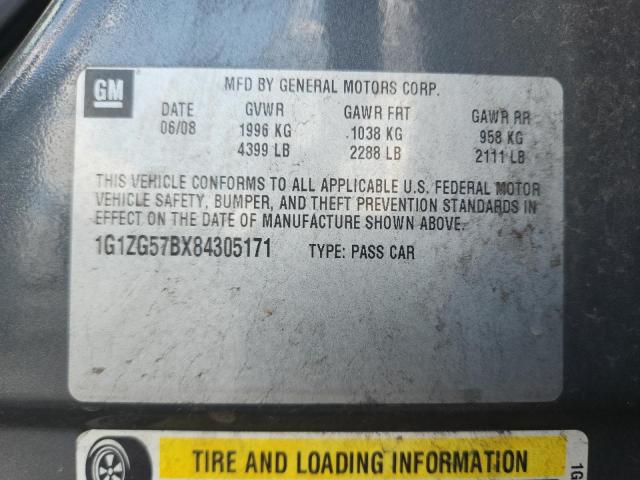 GM
MFD BY GENERAL MOTORS CORP.
DATE GVWR GAWR FRT GAWR RR
06/08 1996 KG 1038 KG 958 KG
4399 LB 2288 LB 2111 LB
THIS VEHICLE CONFORMS TO ALL APPLICABLE U.S. FEDERAL MOTOR
VEHICLE SAFETY, BUMPER, AND THEFT PREVENTION STANDARDS IN
EFFECT ON THE DATE OF MANUFACTURE SHOWN ABOVE.
1G1ZG57BX84305171 TYPE: PASS CAR
TIRE AND LOADING INFORMATION
1G